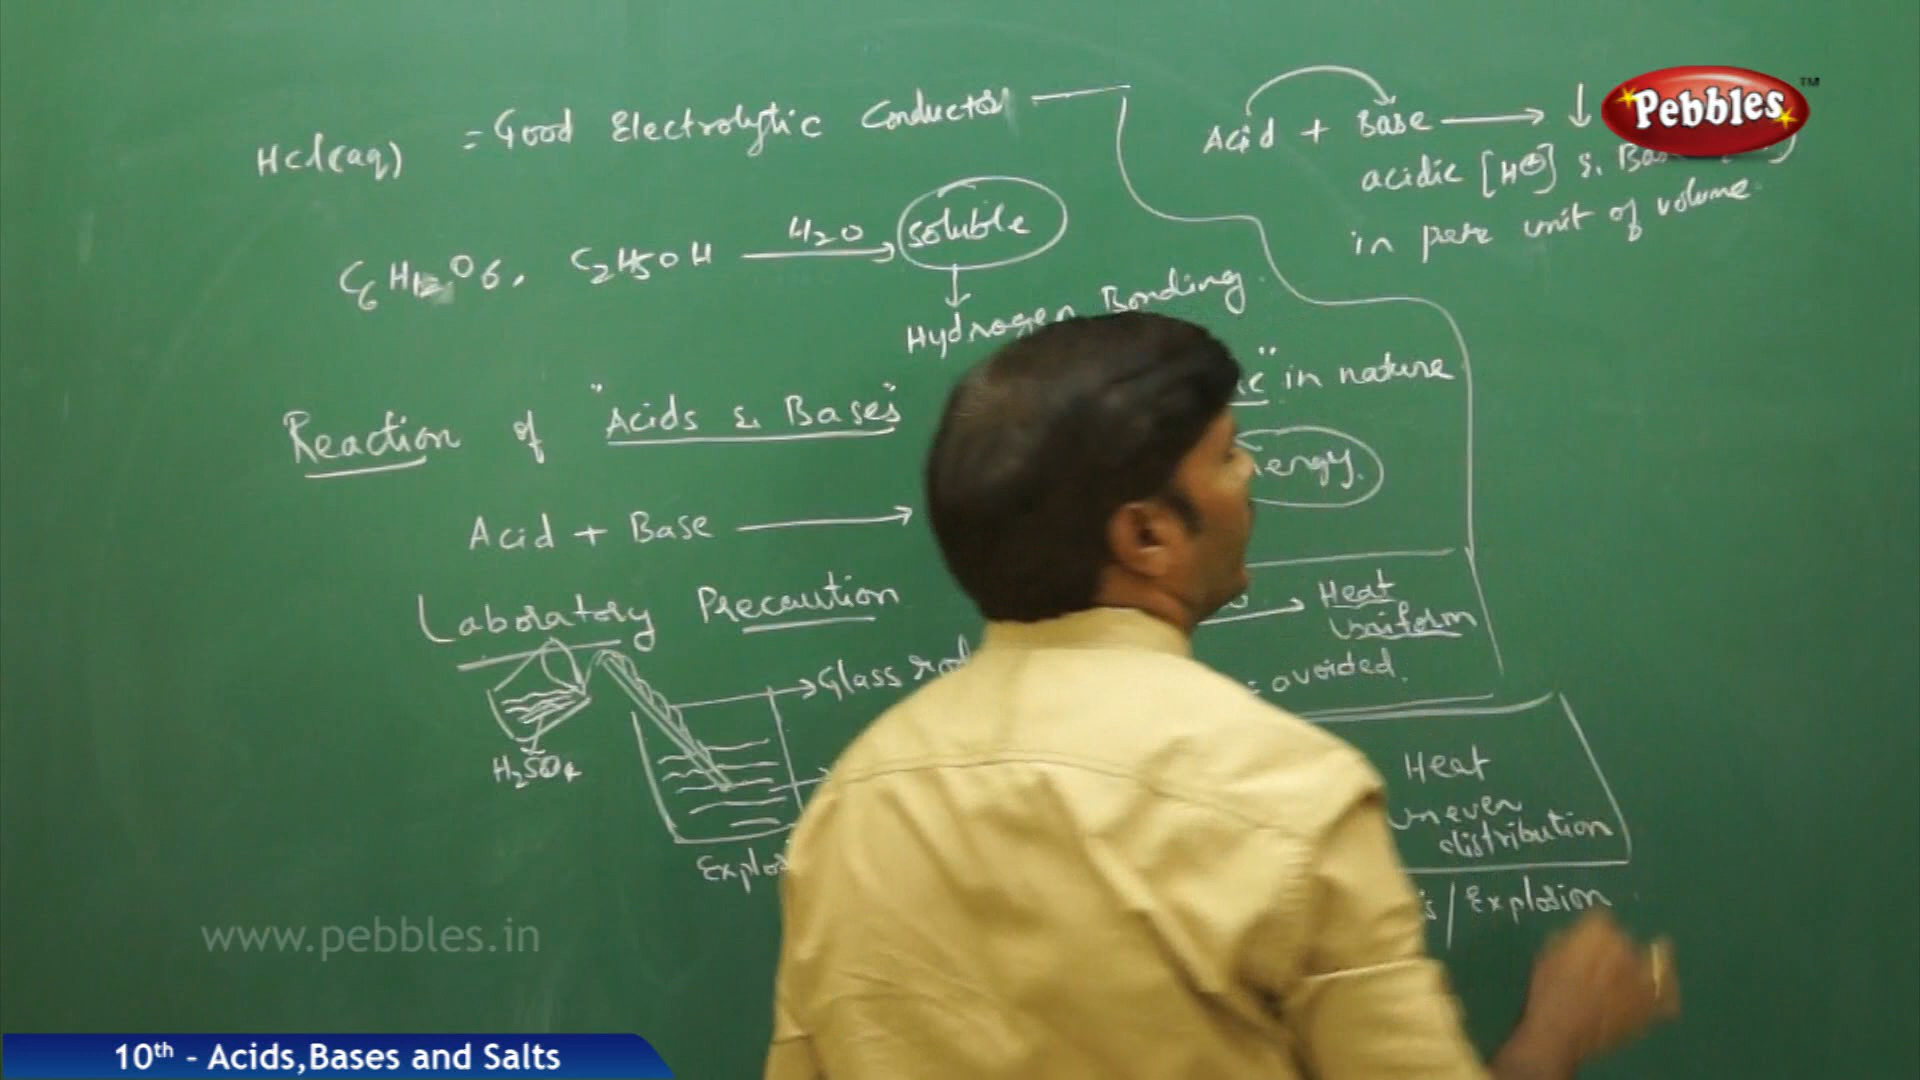 Hcl(aq) = Good Electrolytic Conductor
C6H12O6, C2H5OH H2O soluble
Hydrogen Bonding
Reaction of "Acids & Bases"
in nature
Acid + Base
Laboratory Precaution
Glass rod
H2SO4
Acid + Base
acidic [H⊕] &
in pere unit of volume
Heat
Uniform
avoided.
Heat
uneven
distribution
/ Explosion
Pebbles™
www.pebbles.in
10th - Acids,Bases and Salts